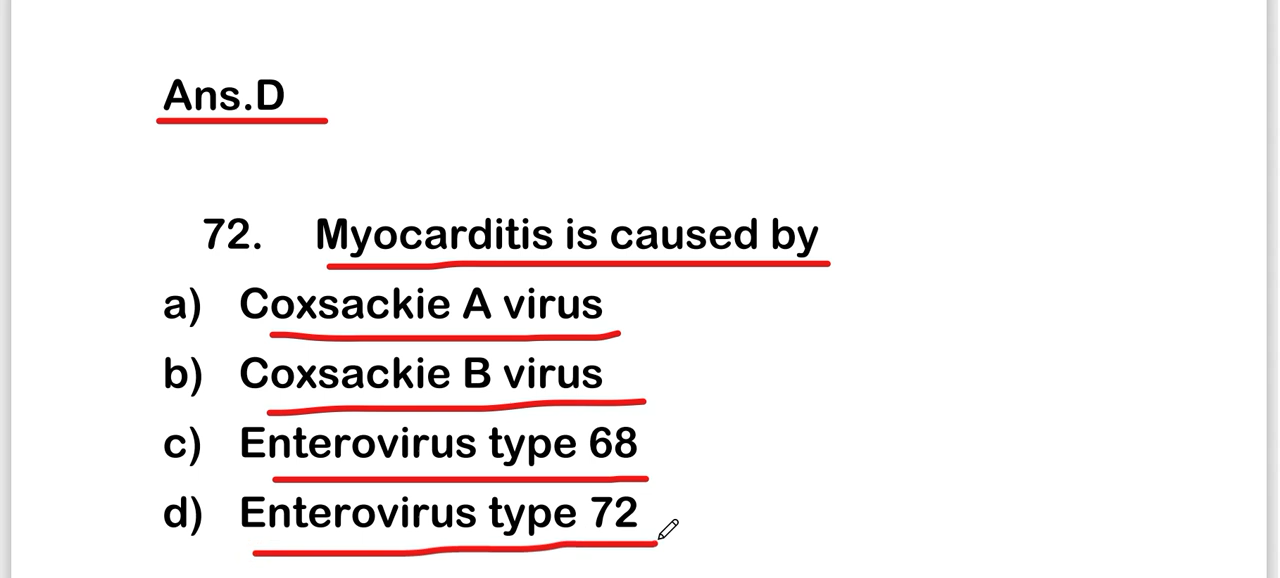 Ans.D
72. Myocarditis is caused by
a) Coxsackie A virus
b) Coxsackie B virus
c) Enterovirus type 68
d) Enterovirus type 72